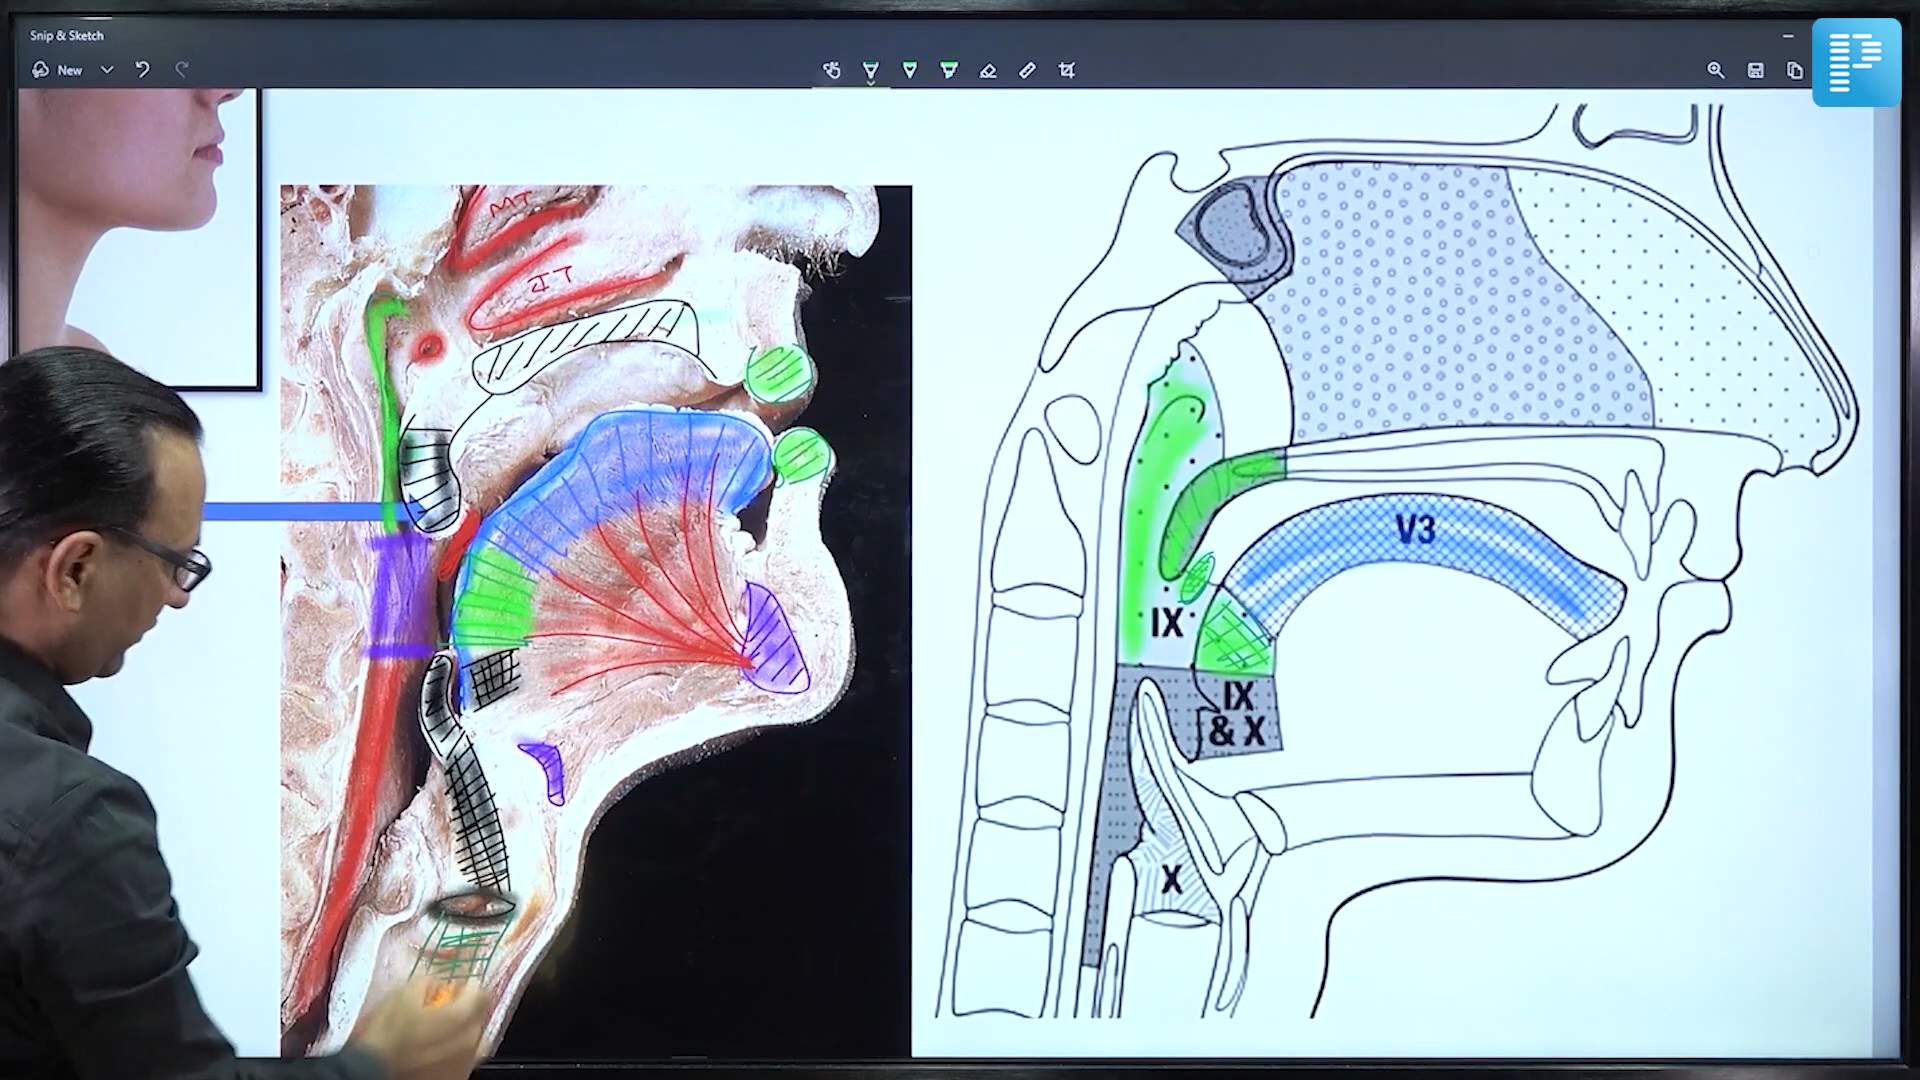 Snip & Sketch
New
MT
IT
V3
IX
IX
& X
X